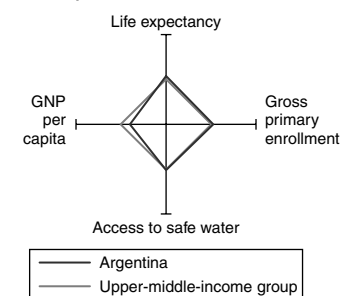 Life expectancy
GNP
per
capita
Gross
primary
enrollment
Access to safe water
Argentina
Upper-middle-income group